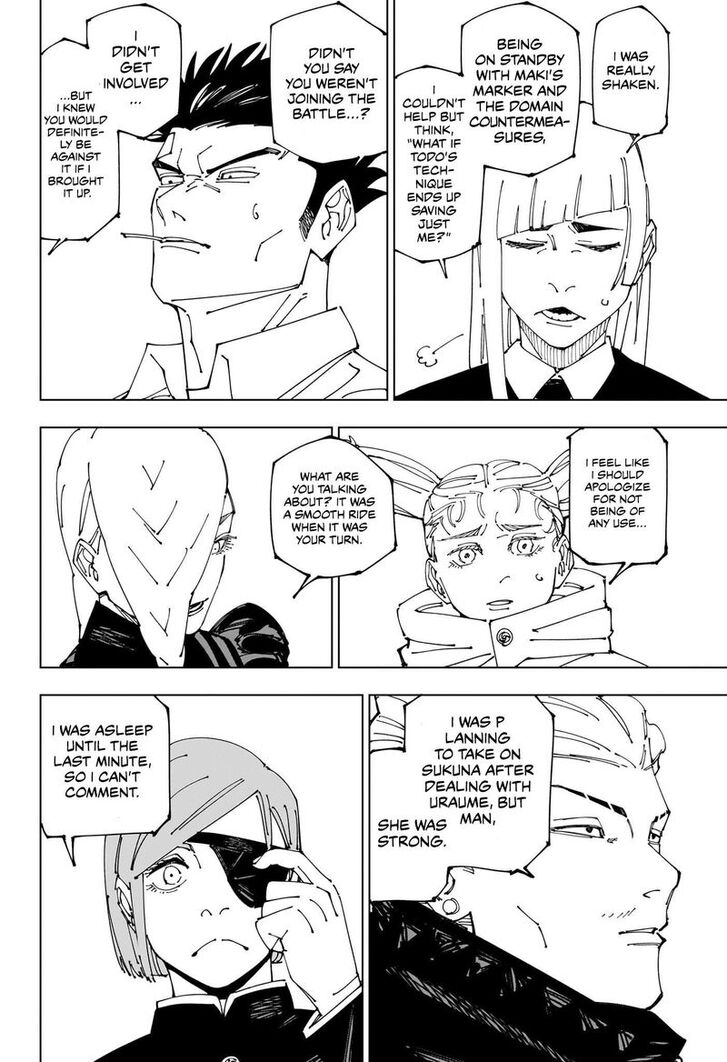 I WAS
REALLY
SHAKEN.
BEING
ON STANDBY
WITH MAKI'S
MARKER AND
THE DOMAIN
COUNTERMEA-
SURES,
I
COULDN'T
HELP BUT
THINK,
"WHAT IF
TODO'S
TECH-
NIQUE
ENDS UP
SAVING
JUST
ME?"
DIDN'T
YOU SAY
YOU WEREN'T
JOINING THE
BATTLE...?
I
DIDN'T
GET
INVOLVED
...
...BUT
I KNEW
YOU WOULD
DEFINITE-
LY BE
AGAINST
IT IF I
BROUGHT
IT UP.
I FEEL LIKE
I SHOULD
APOLOGIZE
FOR NOT
BEING OF
ANY USE...
WHAT ARE
YOU TALKING
ABOUT? IT WAS
A SMOOTH RIDE
WHEN IT WAS
YOUR TURN.
I WAS P
LANNING
TO TAKE ON
SUKUNA AFTER
DEALING WITH
URAUME, BUT
MAN,
SHE WAS
STRONG.
I WAS ASLEEP
UNTIL THE
LAST MINUTE,
SO I CAN'T
COMMENT.